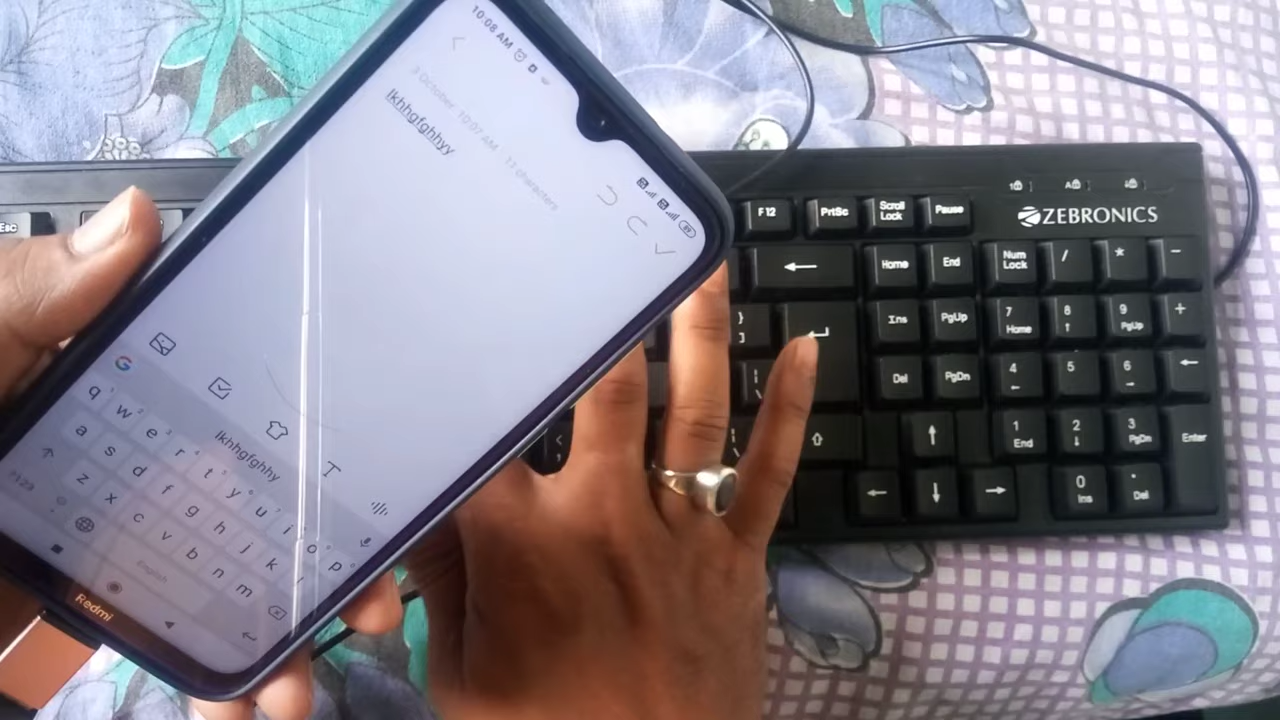 10:08 AM
3 October 10:07 AM 11 characters
lkhhgfghhyy
lkhhgfghhy
q w e r t y u i o p
a s d f g h j k l
z x c v b n m
?123
English
Redmi
Esc
F12 PrtSc Scroll Lock Pause
ZEBRONICS
Home End Num Lock / * -
} ]
Ins PgUp 7 Home 8 ↑ 9 PgUp +
| \
Del PgDn 4 ← 5 6 → ←
< ,
1 End 2 ↓ 3 PgDn Enter
← ↓ → ↑
0 Ins . Del